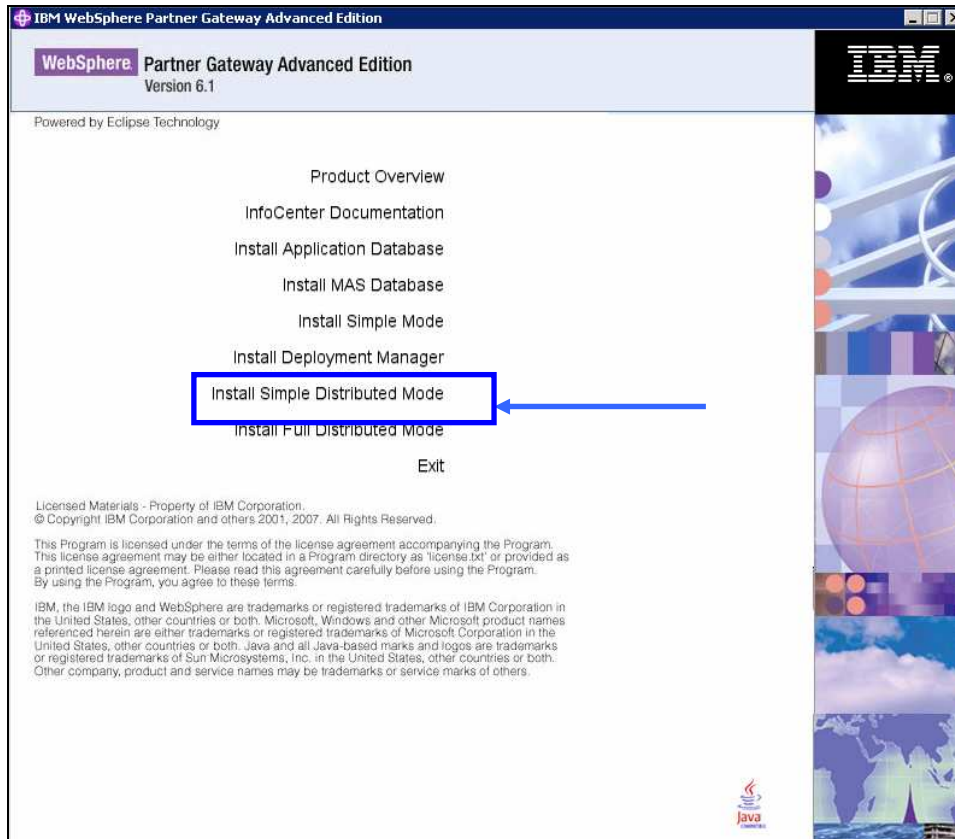 IBM WebSphere Partner Gateway Advanced Edition
WebSphere. Partner Gateway Advanced Edition
Version 6.1
IBM®
Powered by Eclipse Technology
Product Overview
InfoCenter Documentation
Install Application Database
Install MAS Database
Install Simple Mode
Install Deployment Manager
Install Simple Distributed Mode
Install Full Distributed Mode
Exit
Licensed Materials - Property of IBM Corporation.
© Copyright IBM Corporation and others 2001, 2007. All Rights Reserved.
This Program is licensed under the terms of the license agreement accompanying the Program.
This license agreement may be either located in a Program directory as 'license.txt' or provided as
a printed license agreement. Please read this agreement carefully before using the Program.
By using the Program, you agree to these terms.
IBM, the IBM logo and WebSphere are trademarks or registered trademarks of IBM Corporation in
the United States, other countries or both. Microsoft, Windows and other Microsoft product names
referenced herein are either trademarks or registered trademarks of Microsoft Corporation in the
United States, other countries or both. Java and all Java-based marks and logos are trademarks
or registered trademarks of Sun Microsystems, Inc. in the United States, other countries or both.
Other company, product and service names may be trademarks or service marks of others.
Java